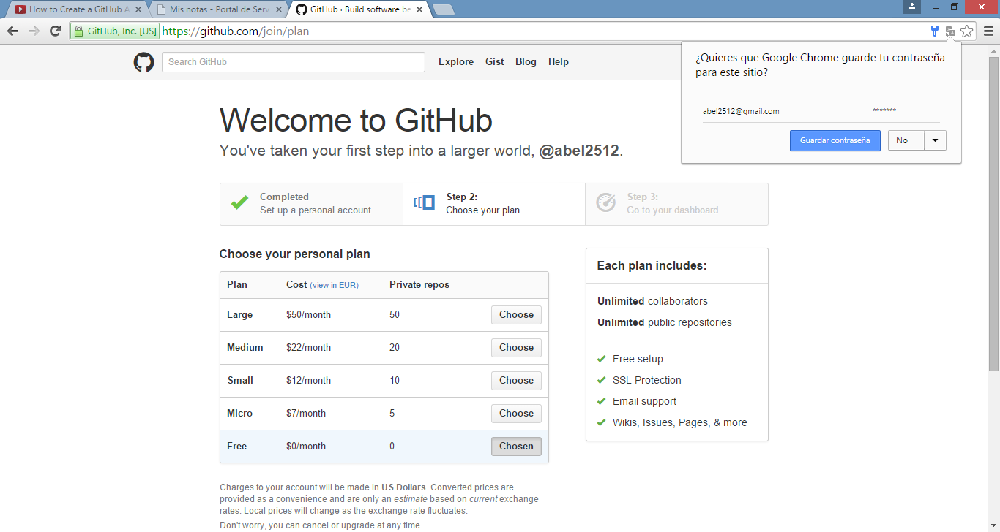 How to Create a GitHub A
Mis notas - Portal de Serv
GitHub · Build software be
GitHub, Inc. [US] https://github.com/join/plan
Search GitHub
Explore Gist Blog Help
¿Quieres que Google Chrome guarde tu contraseña
para este sitio?
abel2512@gmail.com *******
Guardar contraseña No
Welcome to GitHub
You've taken your first step into a larger world, @abel2512.
Completed
Set up a personal account
Step 2:
Choose your plan
Step 3:
Go to your dashboard
Choose your personal plan
Plan Cost (view in EUR) Private repos
Large $50/month 50 Choose
Medium $22/month 20 Choose
Small $12/month 10 Choose
Micro $7/month 5 Choose
Free $0/month 0 Chosen
Charges to your account will be made in US Dollars. Converted prices are
provided as a convenience and are only an estimate based on current exchange
rates. Local prices will change as the exchange rate fluctuates.
Don't worry, you can cancel or upgrade at any time.
Each plan includes:
Unlimited collaborators
Unlimited public repositories
Free setup
SSL Protection
Email support
Wikis, Issues, Pages, & more